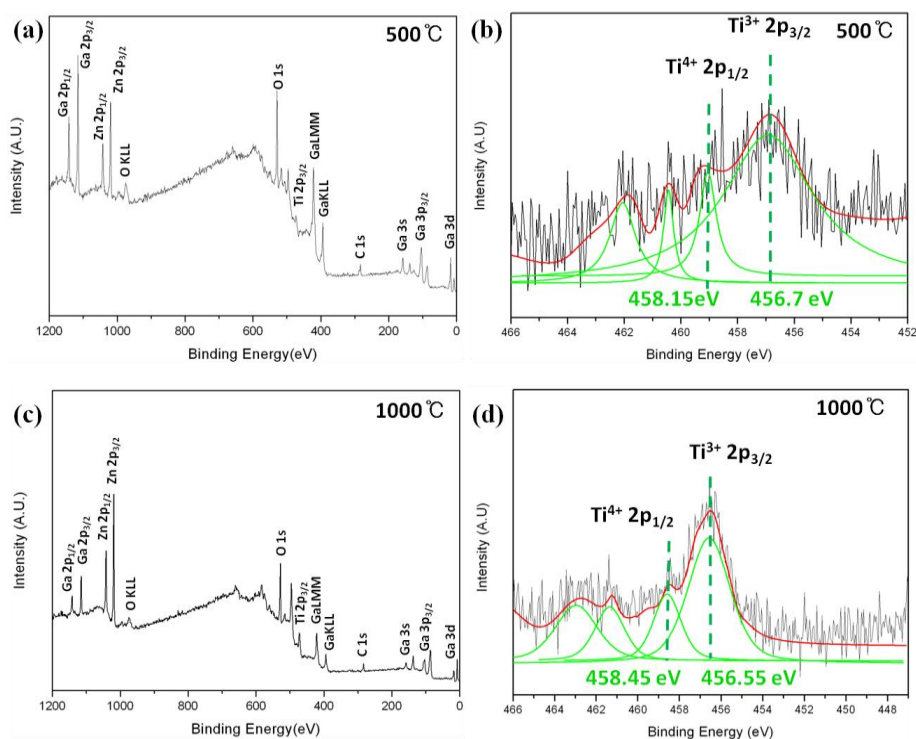 (a)
500℃
Ga 2p1/2
Ga 2p3/2
Zn 2p1/2
Zn 2p3/2
O KLL
O 1s
Ti 2p3/2
GaLMM
GaKLL
C 1s
Ga 3s
Ga 3p3/2
Ga 3d
Intensity (A.U.)
1200 1000 800 600 400 200 0
Binding Energy(eV)
(b)
Ti3+ 2p3/2
500℃
Ti4+ 2p1/2
458.15eV 456.7 eV
Intensity (A.U.)
466 464 462 460 458 456 454 452
Binding Energy (eV)
(c)
1000℃
Ga 2p1/2
Ga 2p3/2
Zn 2p1/2
Zn 2p3/2
O KLL
O 1s
Ti 2p3/2
GaLMM
GaKLL
C 1s
Ga 3s
Ga 3p3/2
Ga 3d
Intensity (A.U.)
1200 1000 800 600 400 200 0
Binding Energy(eV)
(d)
1000℃
Ti3+ 2p3/2
Ti4+ 2p1/2
458.45 eV 456.55 eV
Intensity (A.U)
466 464 462 460 458 456 454 452 450 448
Binding Energy (eV)